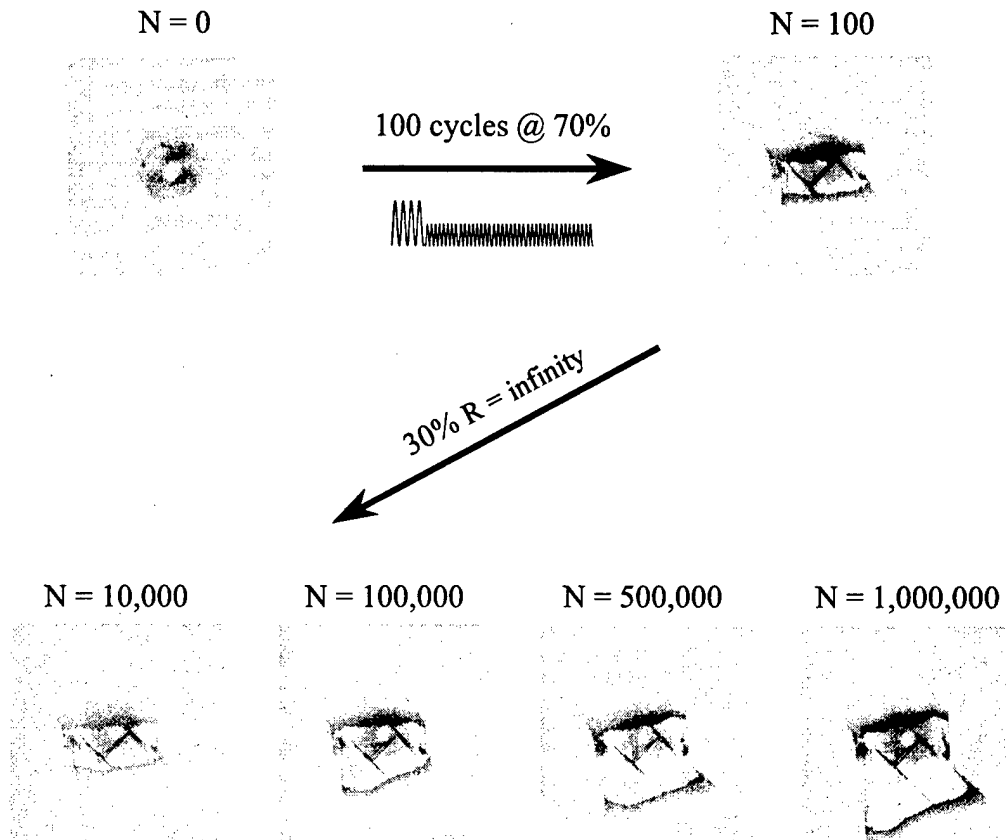 N = 0
N = 100
100 cycles @ 70%
30% R = infinity
N = 10,000
N = 100,000
N = 500,000
N = 1,000,000